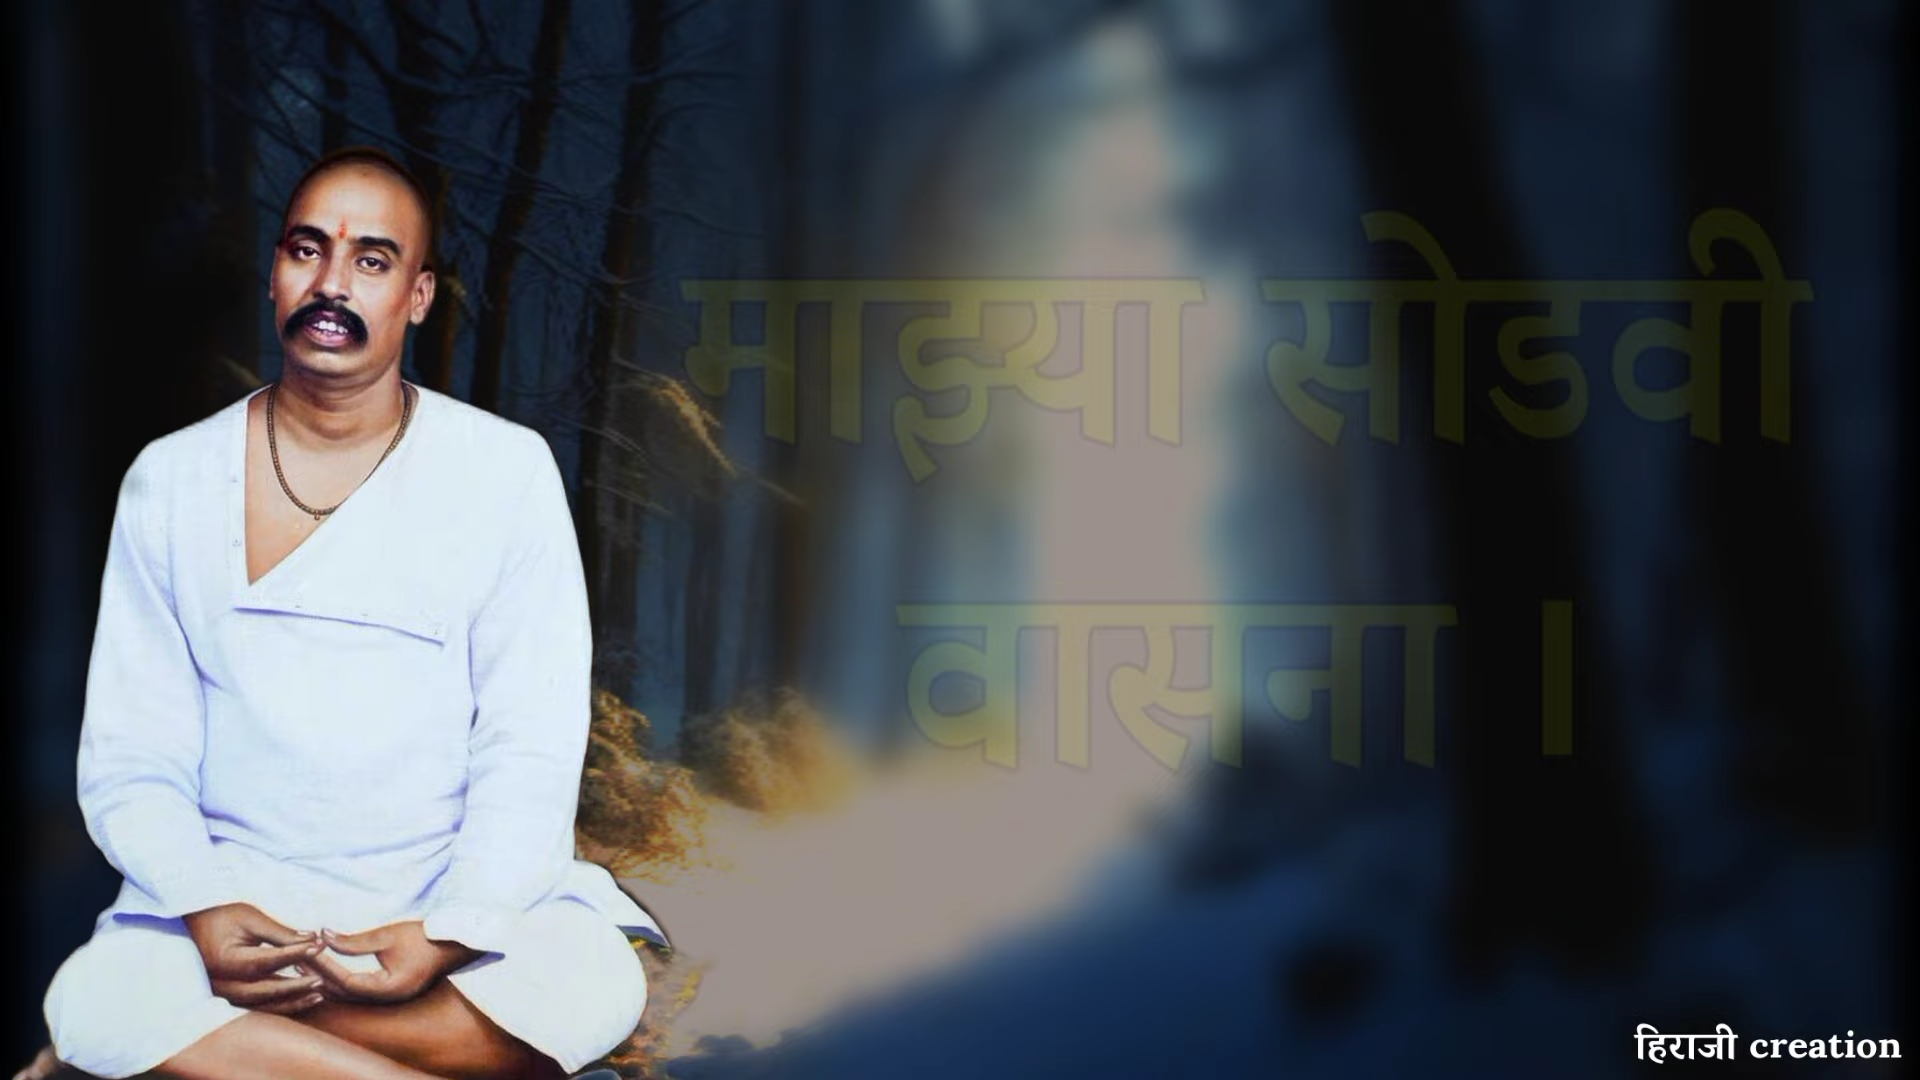 माझ्या सोडवी
वासना ।
हिराजी creation